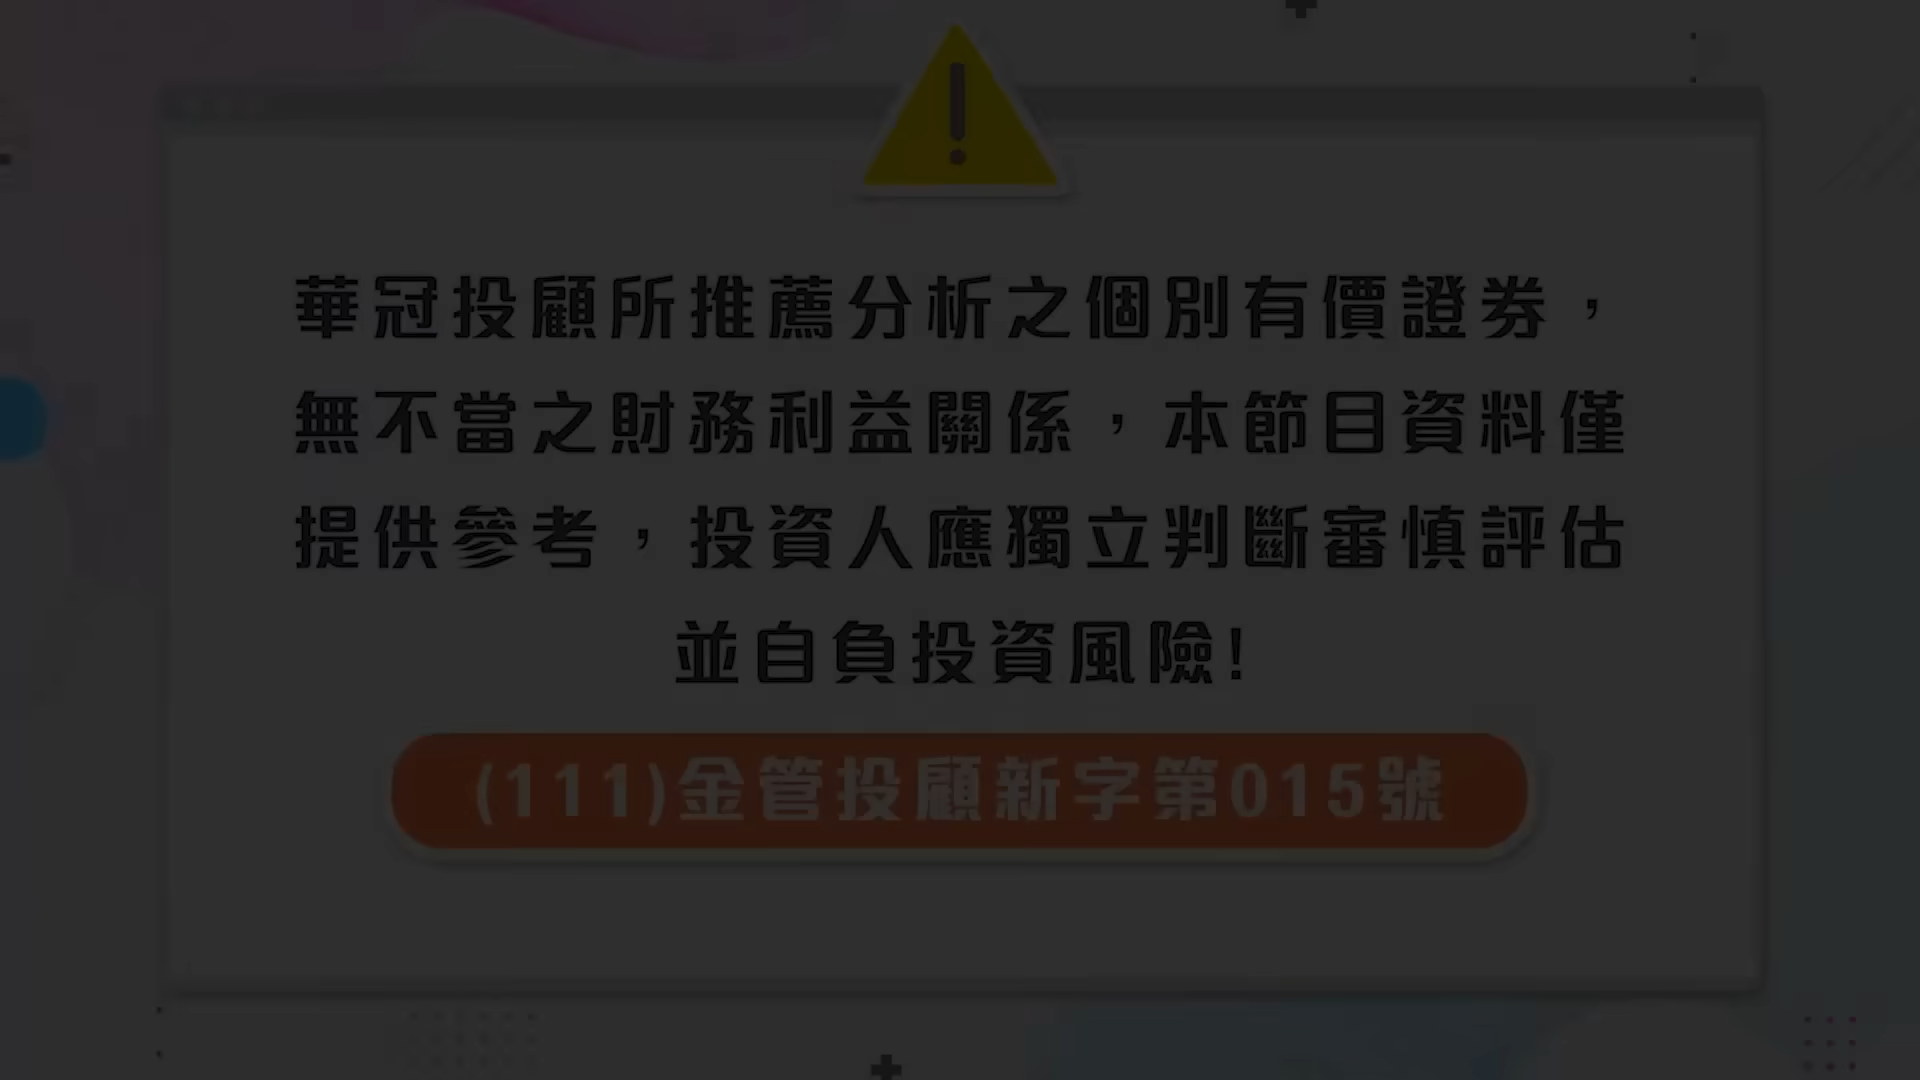 華冠投顧所推薦分析之個別有價證券，
無不當之財務利益關係，本節目資料僅
提供參考，投資人應獨立判斷審慎評估
並自負投資風險!
(111)金管投顧新字第015號